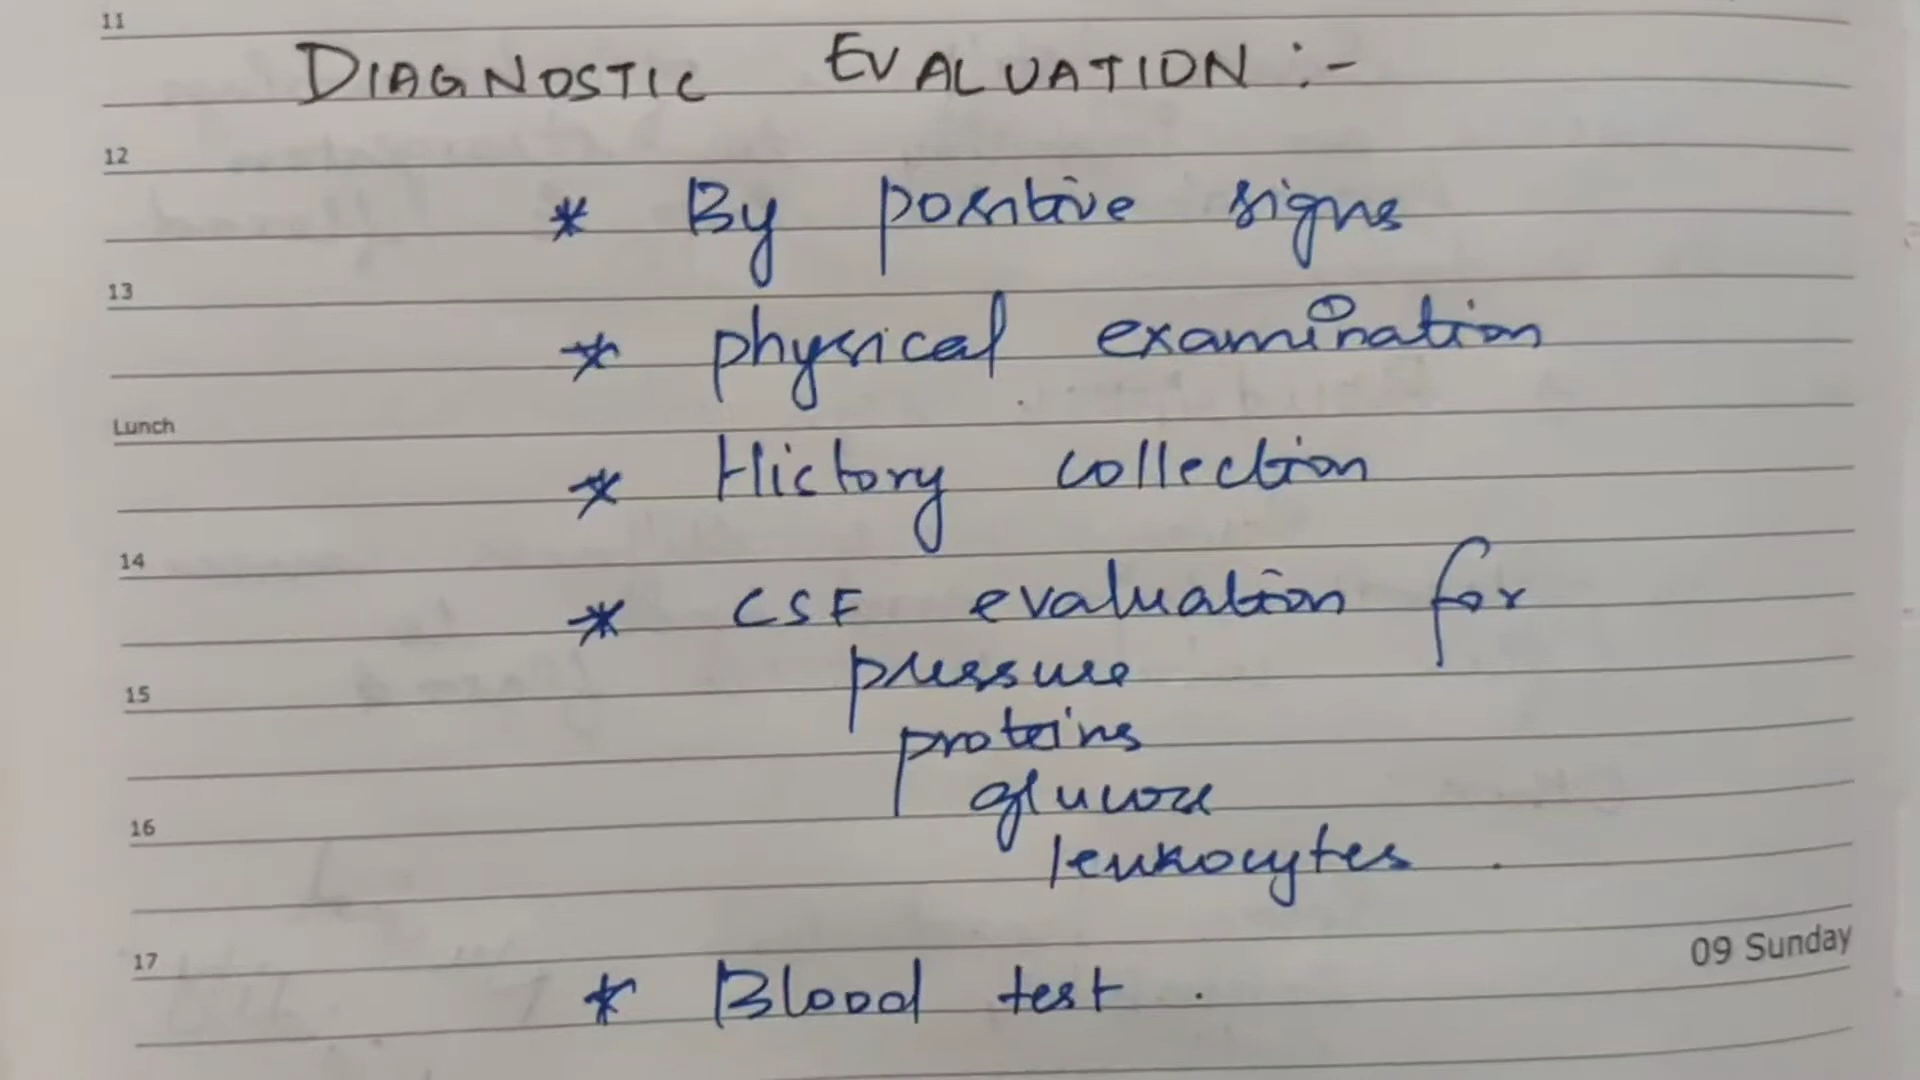 11
DIAGNOSTIC EVALUATION :-
12
* By positive signs
13
* physical examination
Lunch
* History collection
14
* CSF evaluation for
pressure
15
proteins
glucose
16
leukocytes .
09 Sunday
17
* Blood test .